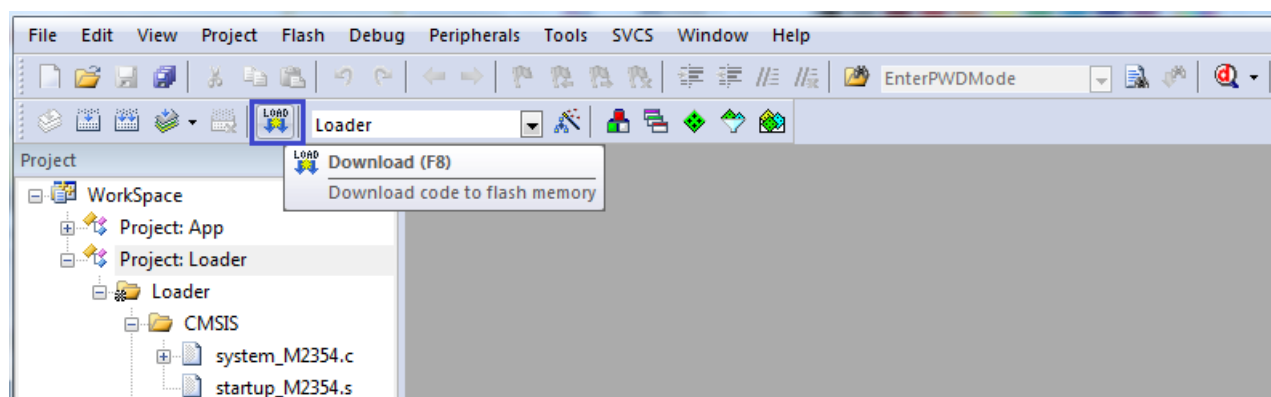 File Edit View Project Flash Debug Peripherals Tools SVCS Window Help
EnterPWDMode
LOAD Loader
Project LOAD Download (F8)
Download code to flash memory
WorkSpace
Project: App
Project: Loader
Loader
CMSIS
system_M2354.c
startup_M2354.s